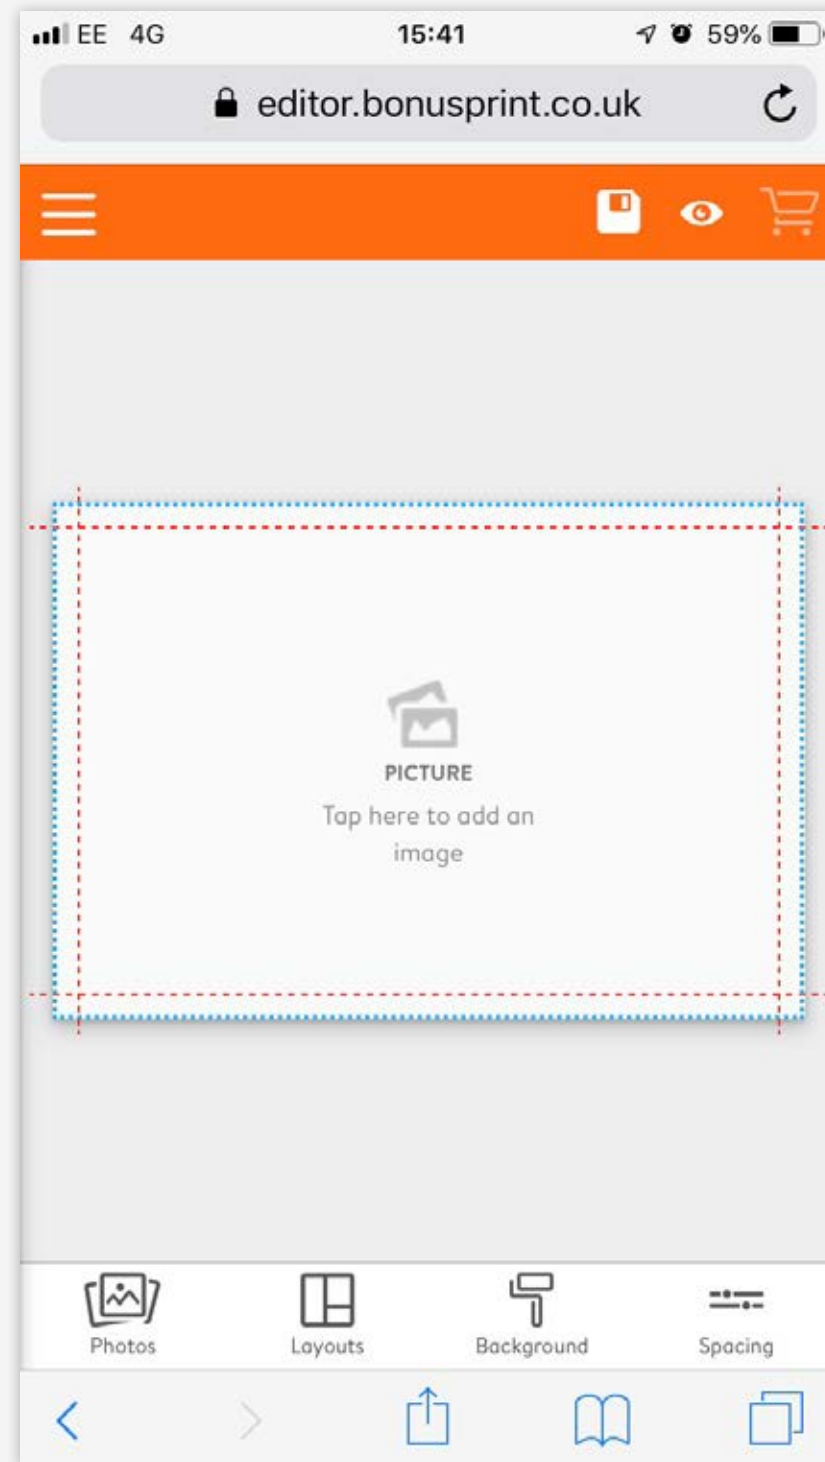 EE 4G 15:41 59%
editor.bonusprint.co.uk
PICTURE
Tap here to add an
image
Photos Layouts Background Spacing